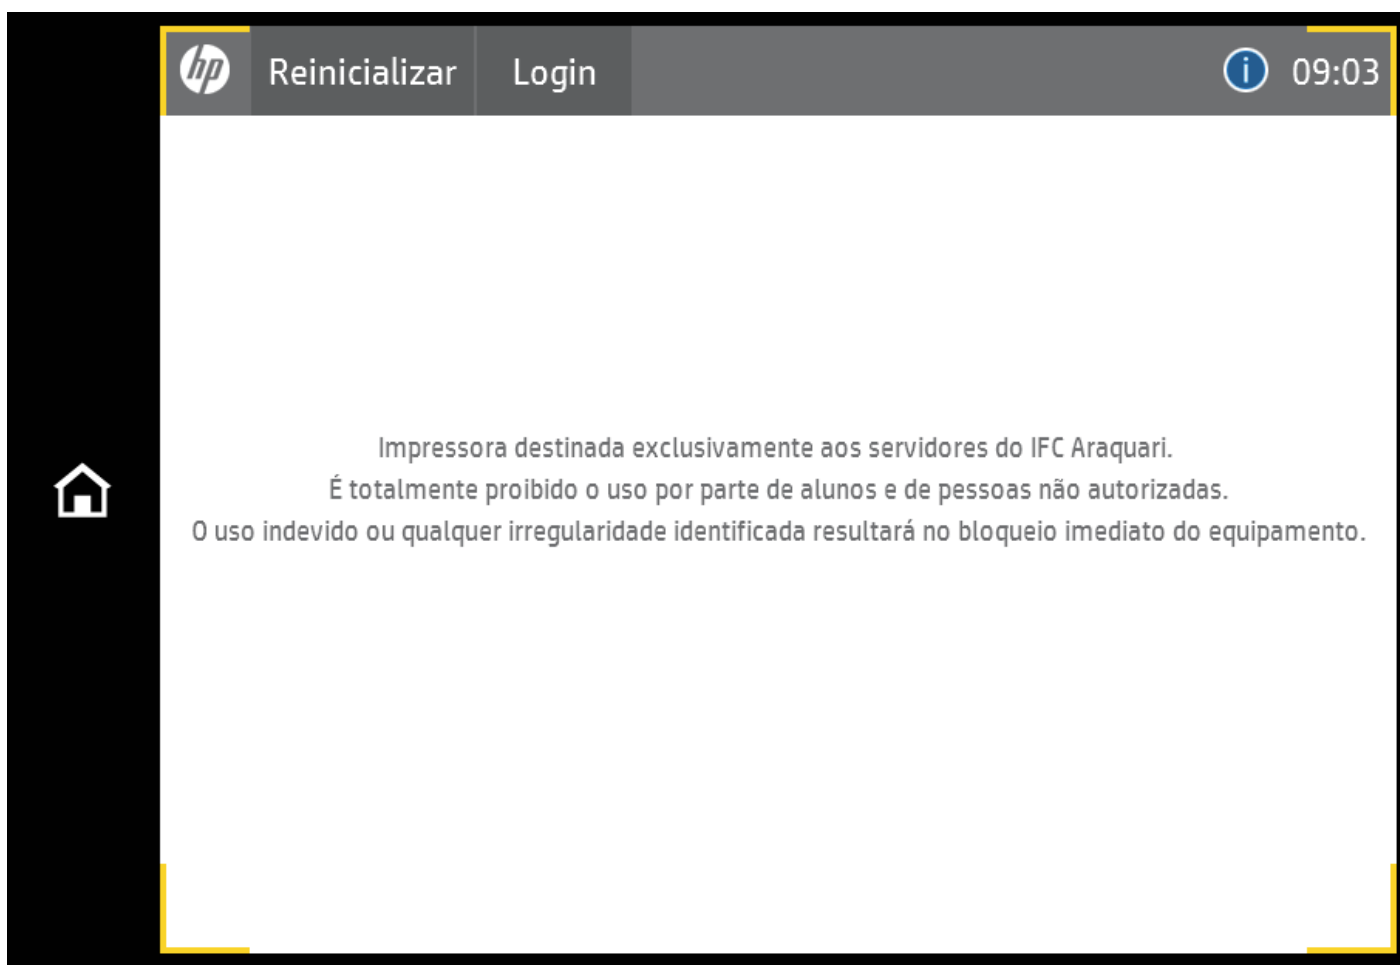 hp Reinicializar Login i 09:03
Impressora destinada exclusivamente aos servidores do IFC Araquari.
É totalmente proibido o uso por parte de alunos e de pessoas não autorizadas.
O uso indevido ou qualquer irregularidade identificada resultará no bloqueio imediato do equipamento.